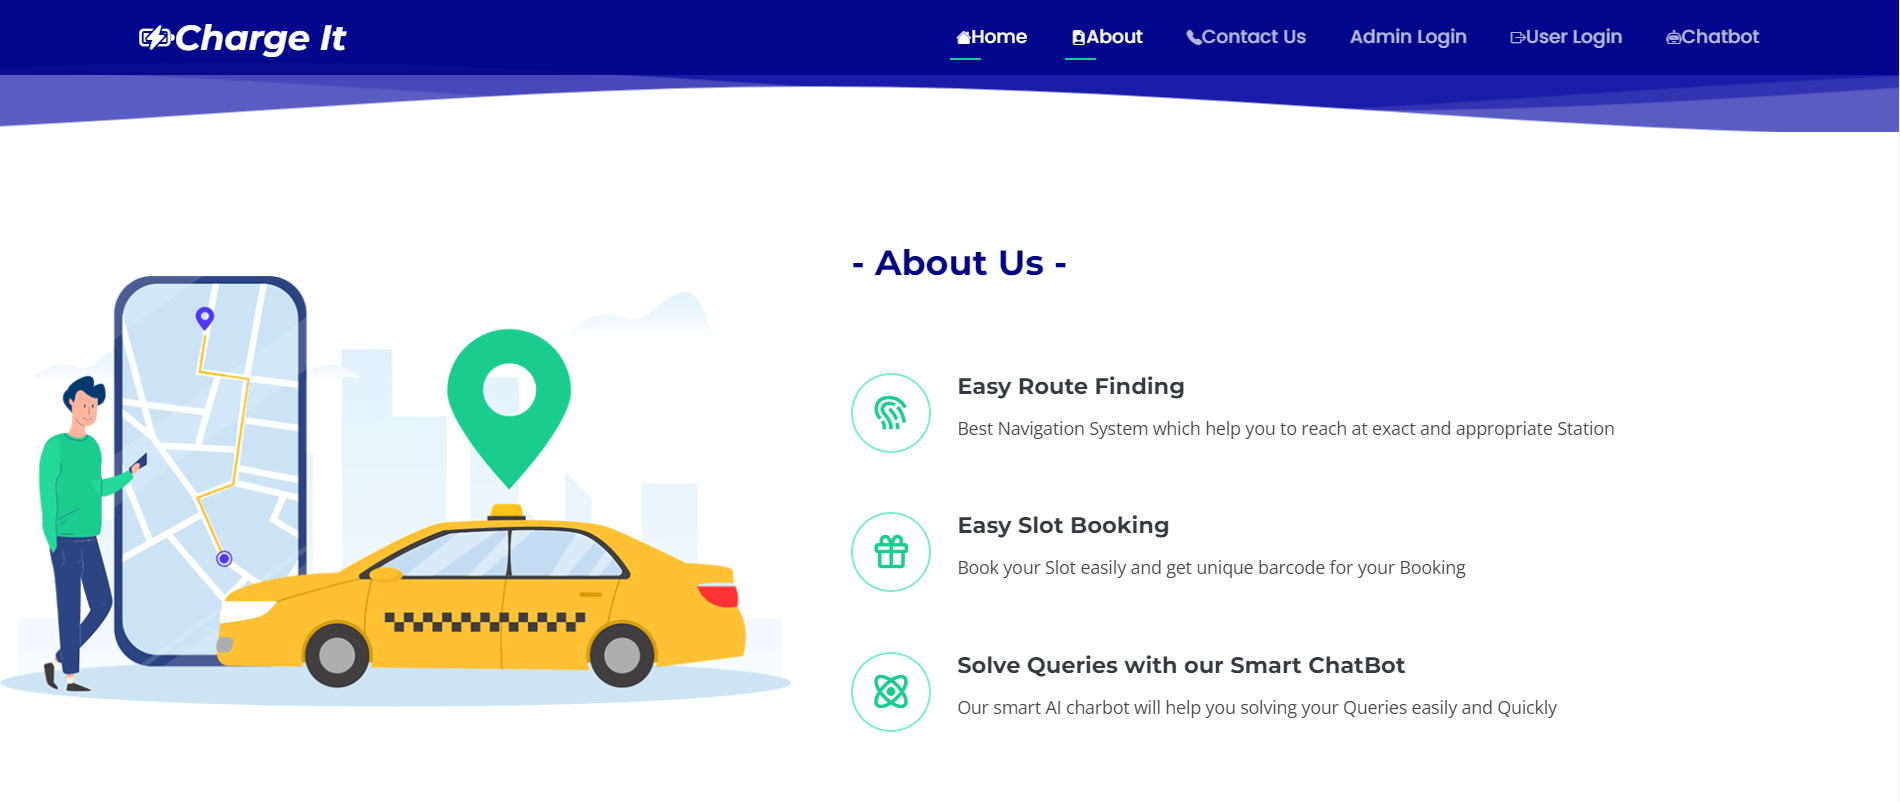 Charge It
Home About Contact Us Admin Login User Login Chatbot
- About Us -
Easy Route Finding
Best Navigation System which help you to reach at exact and appropriate Station
Easy Slot Booking
Book your Slot easily and get unique barcode for your Booking
Solve Queries with our Smart ChatBot
Our smart AI charbot will help you solving your Queries easily and Quickly